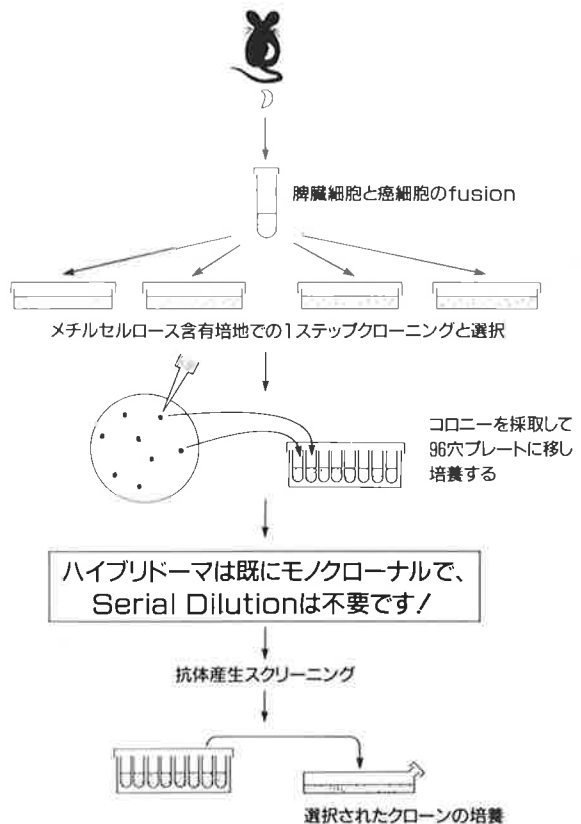 脾臓細胞と癌細胞のfusion
メチルセルロース含有培地での1ステップクローニングと選択
コロニーを採取して
96穴プレートに移し
培養する
ハイブリドーマは既にモノクローナルで、
Serial Dilutionは不要です!
抗体産生スクリーニング
選択されたクローンの培養